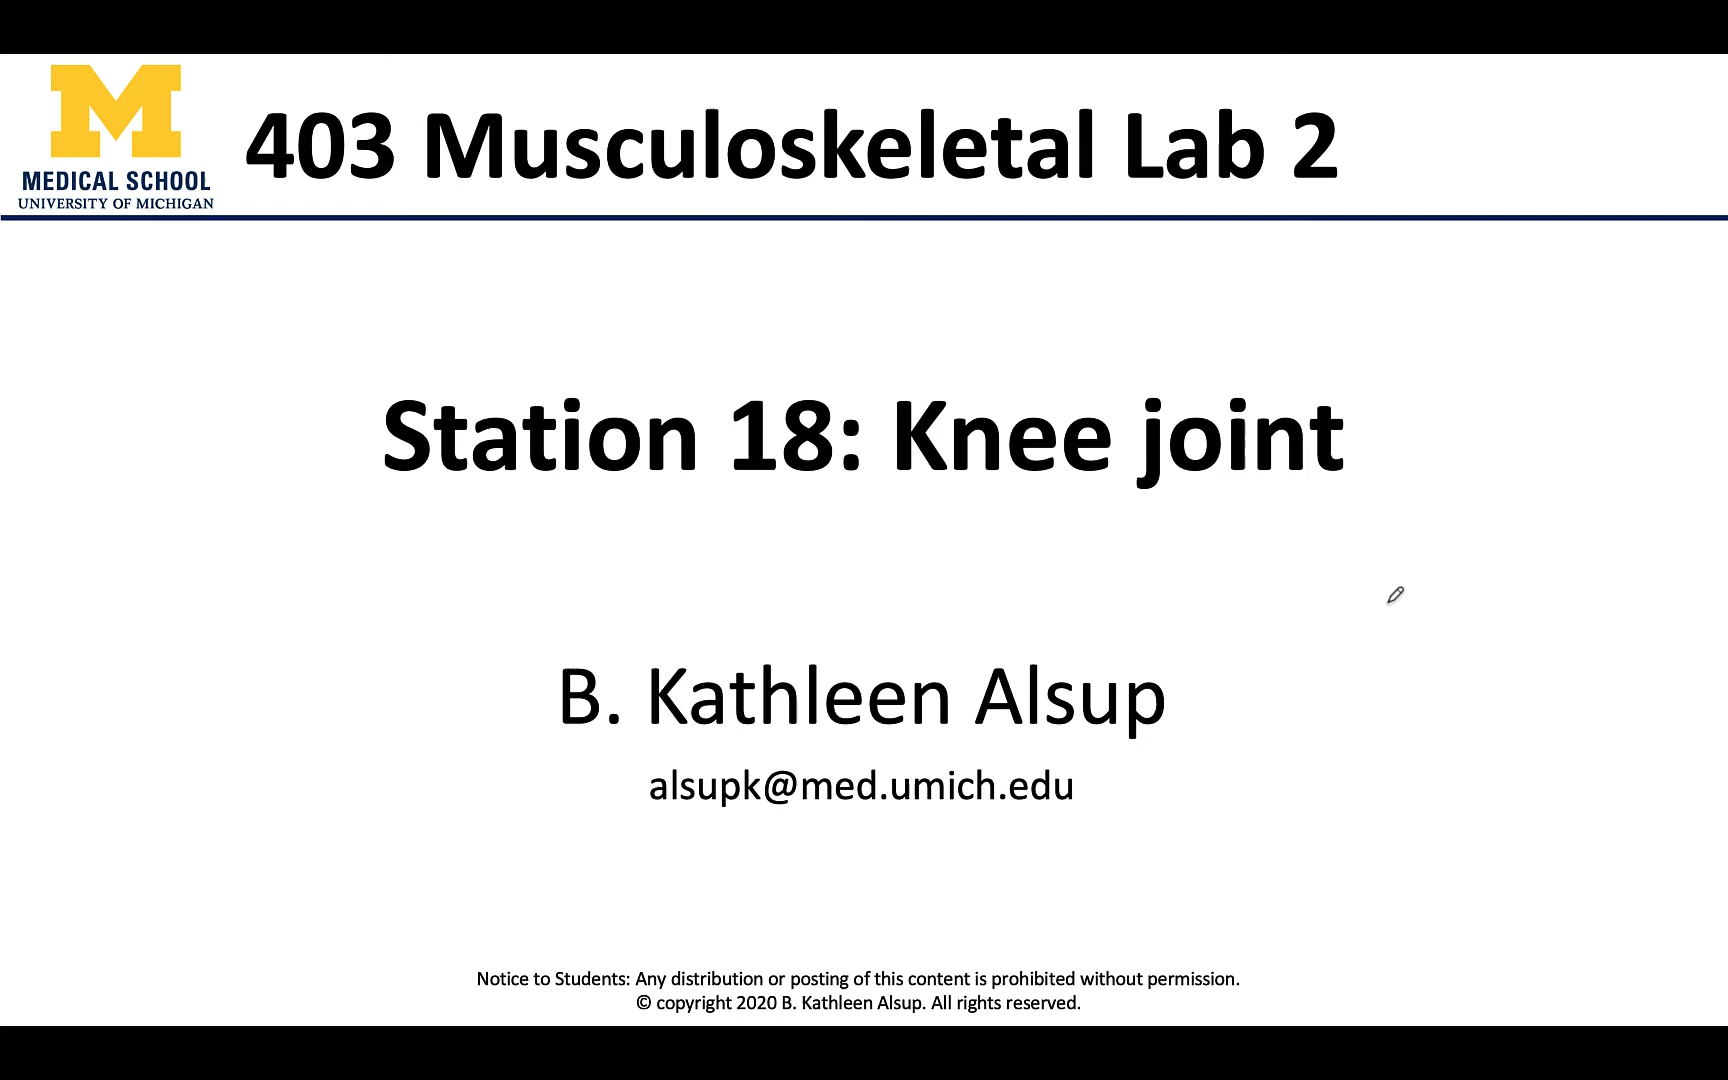 M
MEDICAL SCHOOL
UNIVERSITY OF MICHIGAN
403 Musculoskeletal Lab 2
Station 18: Knee joint
B. Kathleen Alsup
alsupk@med.umich.edu
Notice to Students: Any distribution or posting of this content is prohibited without permission.
© copyright 2020 B. Kathleen Alsup. All rights reserved.